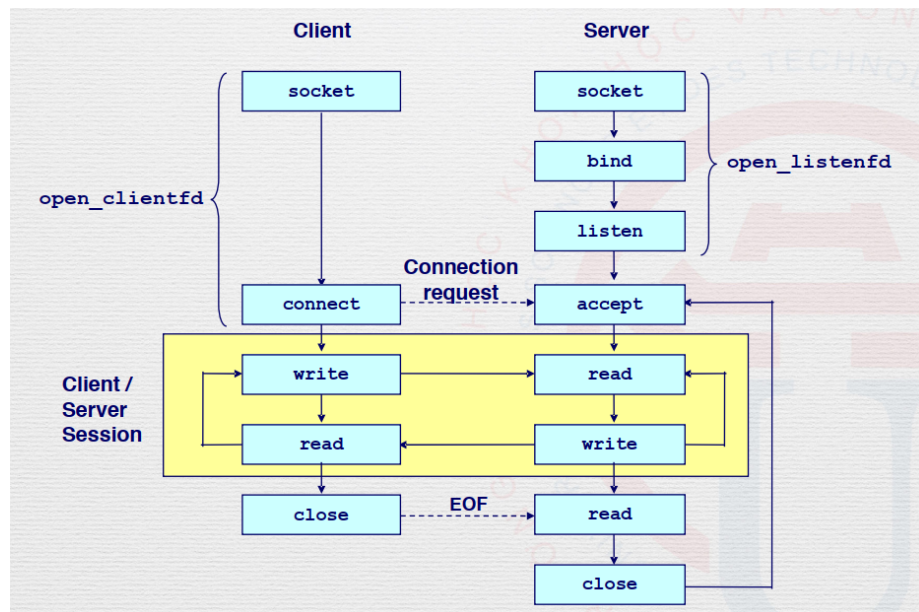 Client
Server
socket
socket
bind
open_listenfd
open_clientfd
listen
Connection
request
connect
accept
Client /
Server
Session
write
read
read
write
close
EOF
read
close